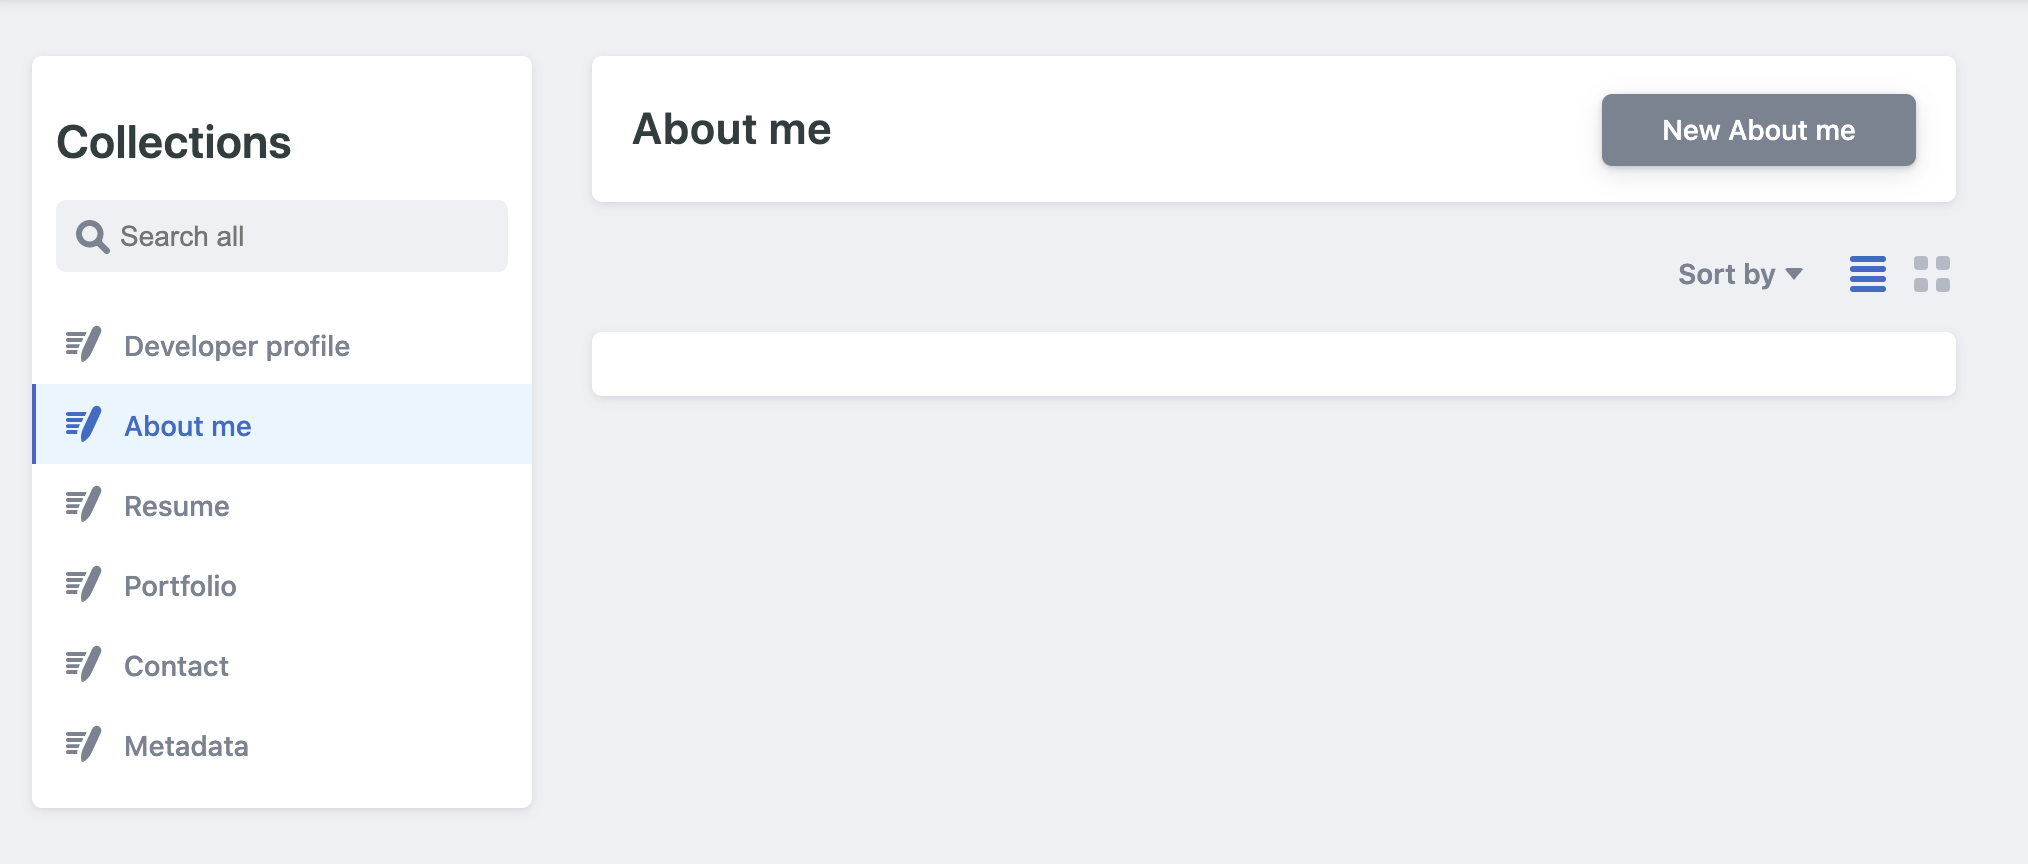 Collections
Search all
Developer profile
About me
Resume
Portfolio
Contact
Metadata
About me
New About me
Sort by